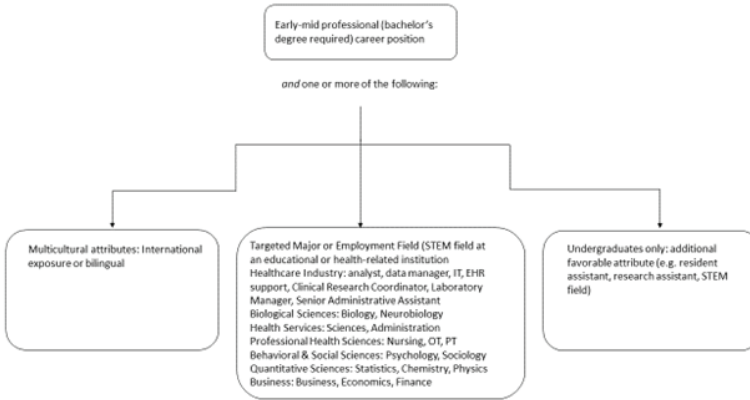 Early-mid professional (bachelor's
degree required) career position
and one or more of the following:
Multicultural attributes: International
exposure or bilingual
Targeted Major or Employment Field (STEM field at
an educational or health-related institution
Healthcare Industry: analyst, data manager, IT, EHR
support, Clinical Research Coordinator, Laboratory
Manager, Senior Administrative Assistant
Biological Sciences: Biology, Neurobiology
Health Services: Sciences, Administration
Professional Health Sciences: Nursing, OT, PT
Behavioral & Social Sciences: Psychology, Sociology
Quantitative Sciences: Statistics, Chemistry, Physics
Business: Business, Economics, Finance
Undergraduates only: additional
favorable attribute (e.g. resident
assistant, research assistant, STEM
field)